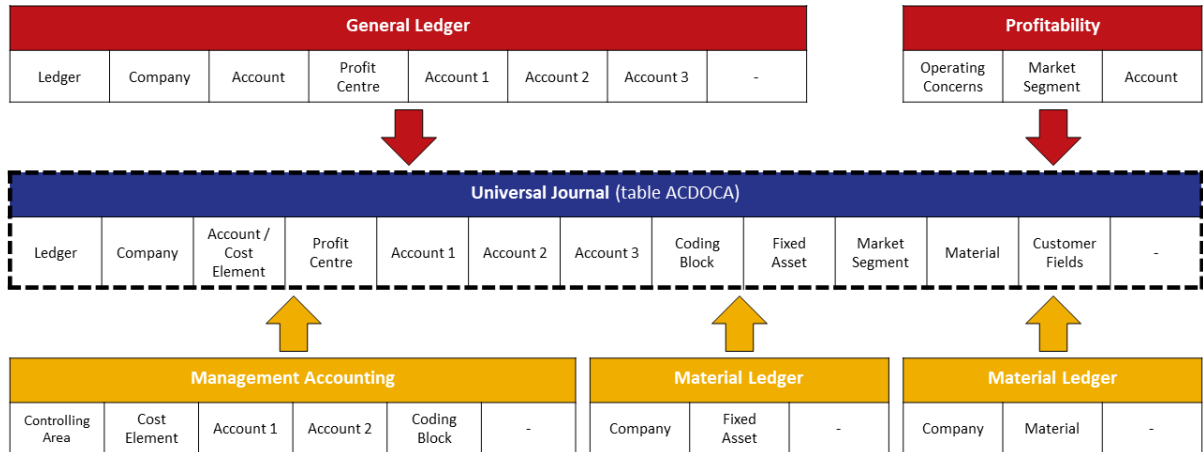 General Ledger
Ledger
Company
Account
Profit
Centre
Account 1
Account 2
Account 3
-
Profitability
Operating
Concerns
Market
Segment
Account
Universal Journal (table ACDOCA)
Ledger
Company
Account /
Cost
Element
Profit
Centre
Account 1
Account 2
Account 3
Coding
Block
Fixed
Asset
Market
Segment
Material
Customer
Fields
-
Management Accounting
Controlling
Area
Cost
Element
Account 1
Account 2
Coding
Block
-
Material Ledger
Company
Fixed
Asset
-
Material Ledger
Company
Material
-